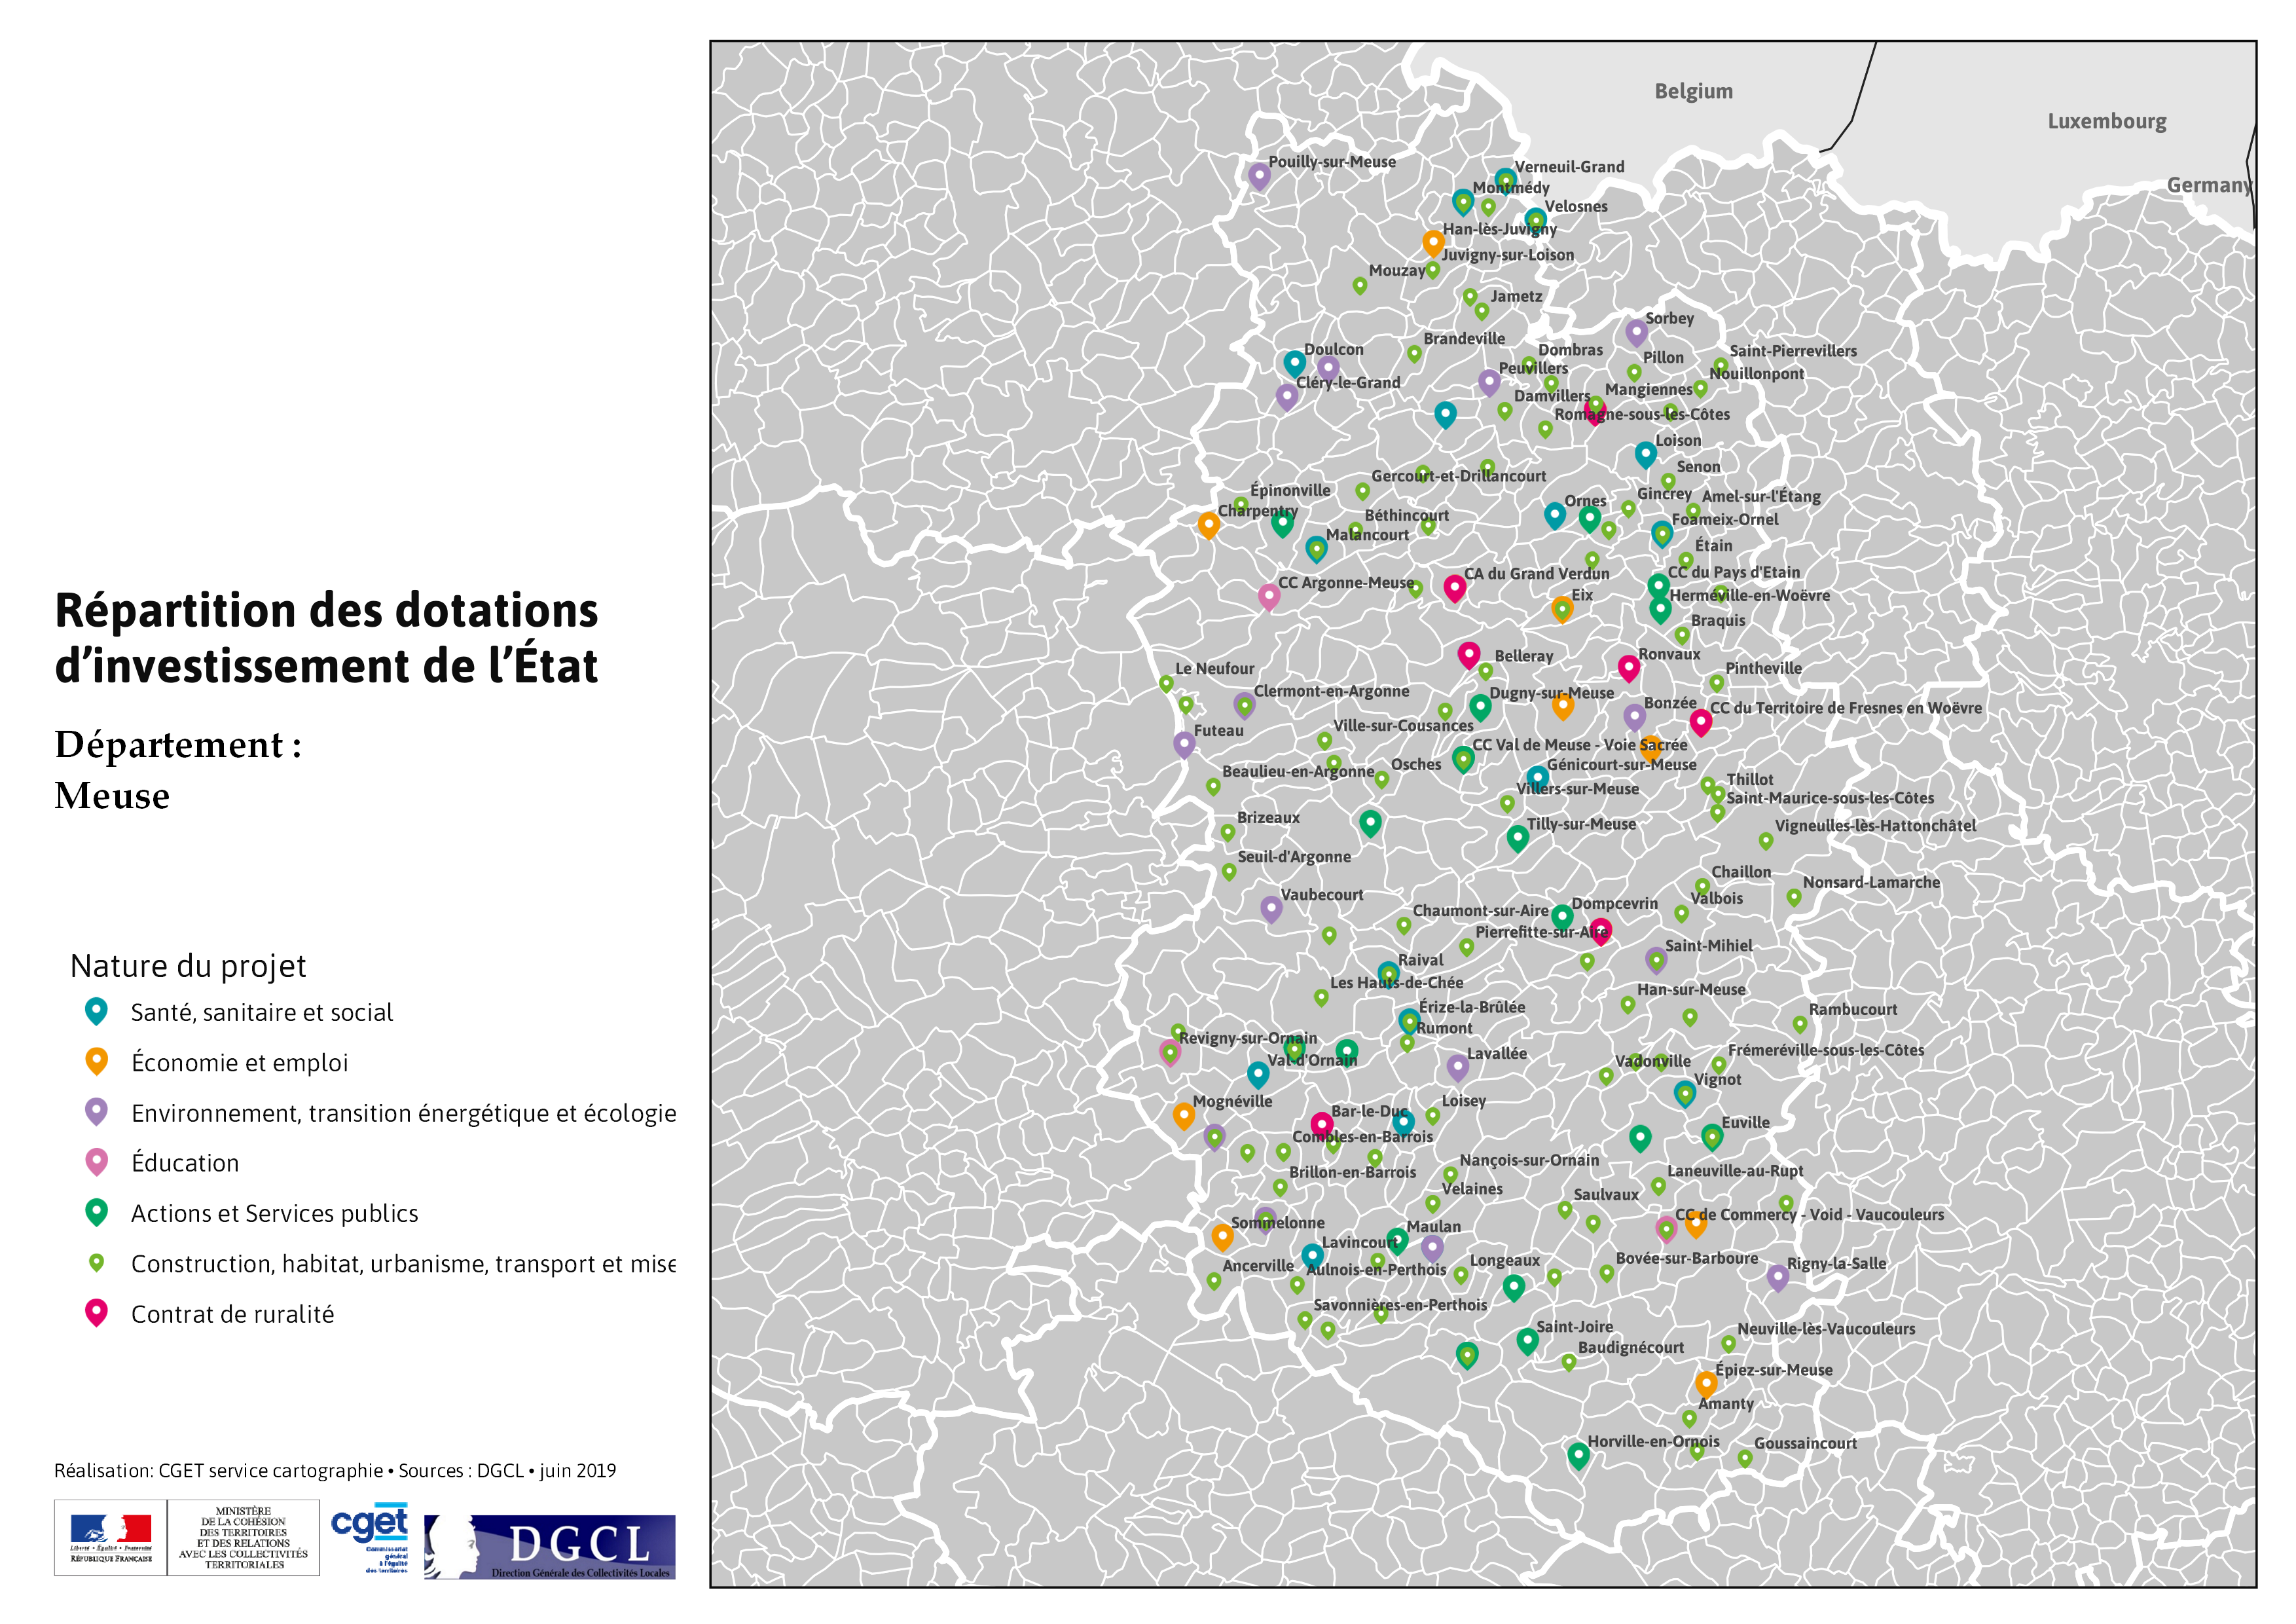 Répartition des dotations
d’investissement de l’État
Département :
Meuse
Nature du projet
Santé, sanitaire et social
Économie et emploi
Environnement, transition énergétique et écologie
Éducation
Actions et Services publics
Construction, habitat, urbanisme, transport et mise
Contrat de ruralité
Réalisation: CGET service cartographie • Sources : DGCL • juin 2019
Liberté • Égalité • Fraternité
RÉPUBLIQUE FRANÇAISE
MINISTÈRE
DE LA COHÉSION
DES TERRITOIRES
ET DES RELATIONS
AVEC LES COLLECTIVITÉS
TERRITORIALES
cget
Commissariat
général
à l'égalité
des territoires
DGCL
Direction Générale des Collectivités Locales
Belgium
Luxembourg
Germany
Pouilly-sur-Meuse
Verneuil-Grand
Montmédy
Velosnes
Han-lès-Juvigny
Juvigny-sur-Loison
Mouzay
Jametz
Sorbey
Brandeville
Doulcon
Dombras
Saint-Pierrevillers
Pillon
Peuvillers
Nouillonpont
Cléry-le-Grand
Mangiennes
Damvillers
Romagne-sous-les-Côtes
Loison
Senon
Gercourt-et-Drillancourt
Épinonville
Gincrey
Amel-sur-l'Étang
Ornes
Charpentry
Béthincourt
Foameix-Ornel
Malancourt
Étain
CA du Grand Verdun
CC du Pays d'Etain
CC Argonne-Meuse
Eix
Herméville-en-Woëvre
Braquis
Ronvaux
Belleray
Le Neufour
Pintheville
Clermont-en-Argonne
Dugny-sur-Meuse
Bonzée
CC du Territoire de Fresnes en Woëvre
Ville-sur-Cousances
Futeau
CC Val de Meuse - Voie Sacrée
Osches
Génicourt-sur-Meuse
Beaulieu-en-Argonne
Thillot
Villers-sur-Meuse
Saint-Maurice-sous-les-Côtes
Brizeaux
Tilly-sur-Meuse
Vigneulles-lès-Hattonchâtel
Seuil-d'Argonne
Chaillon
Nonsard-Lamarche
Vaubecourt
Valbois
Dompcevrin
Chaumont-sur-Aire
Pierrefitte-sur-Aire
Saint-Mihiel
Raival
Les Hauts-de-Chée
Han-sur-Meuse
Érize-la-Brûlée
Rambucourt
Rumont
Revigny-sur-Ornain
Lavallée
Frémeréville-sous-les-Côtes
Val-d'Ornain
Vadonville
Vignot
Mognéville
Loisey
Bar-le-Duc
Euville
Combles-en-Barrois
Nançois-sur-Ornain
Brillon-en-Barrois
Laneuville-au-Rupt
Velaines
Saulvaux
CC de Commercy - Void - Vaucouleurs
Sommelonne
Maulan
Lavincourt
Longeaux
Bovée-sur-Barboure
Rigny-la-Salle
Ancerville
Aulnois-en-Perthois
Savonnières-en-Perthois
Saint-Joire
Neuville-lès-Vaucouleurs
Baudignécourt
Épiez-sur-Meuse
Amanty
Horville-en-Ornois
Goussaincourt